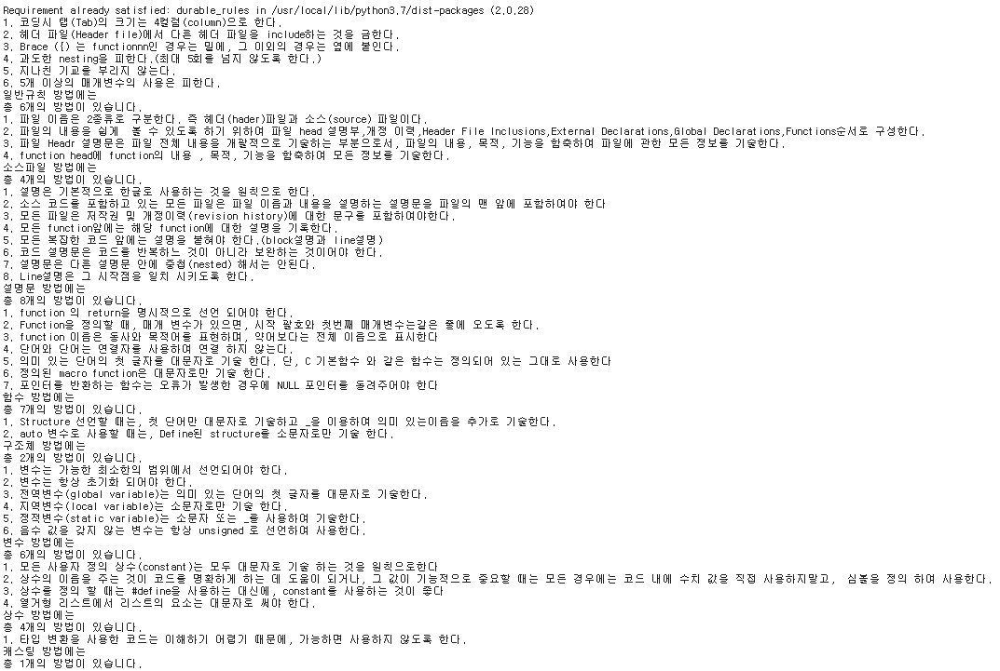 Requirement already satisfied: durable_rules in /usr/local/lib/python3.7/dist-packages (2.0.28)
1. 코딩시 탭(Tab)의 크기는 4컬럼(column)으로 한다.
2. 헤더 파일(Header file)에서 다른 헤더 파일을 include하는 것을 금한다.
3. Brace ({) 는 functionnn인 경우는 밑에, 그 이외의 경우는 옆에 붙인다.
4. 과도한 nesting을 피한다.(최대 5회를 넘지 않도록 한다.)
5. 지나친 기교를 부리지 않는다.
6. 5개 이상의 매개변수의 사용은 피한다.
일반규칙 방법에는
총 6개의 방법이 있습니다.
1. 파일 이름은 2종류로 구분한다. 즉 헤더(hader)파일과 소스(source) 파일이다.
2. 파일의 내용을 쉽게  볼 수 있도록 하기 위하여 파일 head 설명부,개정 이력,Header File Inclusions,External Declarations,Global Declarations,Functions순서로 구성한다.
3. 파일 Headr 설명문은 파일 전체 내용을 개괄적으로 기술하는 부분으로서, 파일의 내용, 목적, 기능을 함축하여 파일에 관한 모든 정보를 기술한다.
4. function head에 function의 내용 , 목적, 기능을 함축하여 모든 정보를 기술한다.
소스파일 방법에는
총 4개의 방법이 있습니다.
1. 설명은 기본적으로 한글로 사용하는 것을 원칙으로 한다.
2. 소스 코드를 포함하고 있는 모든 파일은 파일 이름과 내용을 설명하는 설명문을 파일의 맨 앞에 포함하여야 한다
3. 모든 파일은 저작권 및 개정이력(revision history)에 대한 문구를 포함하여야한다.
4. 모든 function앞에는 해당 function에 대한 설명을 기록한다.
5. 모든 복잡한 코드 앞에는 설명을 붙혀야 한다.(block설명과 line설명)
6. 코드 설명문은 코드를 반복하느 것이 아니라 보완하는 것이어야 한다.
7. 설명문은 다른 설명문 안에 중첩(nested) 해서는 안된다.
8. Line설명은 그 시작점을 일치 시키도록 한다.
설명문 방법에는
총 8개의 방법이 있습니다.
1. function 의 return을 명시적으로 선언 되어야 한다.
2. Function을 정의할 때, 매개 변수가 있으면, 시작 괄호와 첫번째 매개변수는같은 줄에 오도록 한다.
3. function 이름은 동사와 목적어를 표현하며, 약어보다는 전체 이름으로 표시한다
4. 단어와 단어는 연결자를 사용하여 연결 하지 않는다.
5. 의미 있는 단어의 첫 글자를 대문자로 기술 한다. 단, C 기본함수 와 같은 함수는 정의되어 있는 그대로 사용한다
6. 정의된 macro function은 대문자로만 기술 한다.
7. 포인터를 반환하는 함수는 오류가 발생한 경우에 NULL 포인터를 돌려주어야 한다
함수 방법에는
총 7개의 방법이 있습니다.
1. Structure 선언할 때는, 첫 단어만 대문자로 기술하고 _을 이용하여 의미 있는이름을 추가로 기술한다.
2. auto 변수로 사용할 때는, Define된 structure를 소문자로만 기술 한다.
구조체 방법에는
총 2개의 방법이 있습니다.
1. 변수는 가능한 최소한의 범위에서 선언되어야 한다.
2. 변수는 항상 초기화 되어야 한다.
3. 전역변수(global variable)는 의미 있는 단어의 첫 글자를 대문자로 기술한다.
4. 지역변수(local variable)는 소문자로만 기술 한다.
5. 정적변수(static variable)는 소문자 또는 _를 사용하여 기술한다.
6. 음수 값을 갖지 않는 변수는 항상 unsigned 로 선언하여 사용한다.
변수 방법에는
총 6개의 방법이 있습니다.
1. 모든 사용자 정의 상수(constant)는 모두 대문자로 기술 하는 것을 원칙으로한다
2. 상수의 이름을 주는 것이 코드를 명확하게 하는 데 도움이 되거나, 그 값이 기능적으로 중요할 때는 모든 경우에는 코드 내에 수치 값을 직접 사용하지말고,  심볼을 정의 하여 사용한다.
3. 상수를 정의 할 때는 #define을 사용하는 대신에, constant를 사용하는 것이 좋다
4. 열거형 리스트에서 리스트의 요소는 대문자로 써야 한다.
상수 방법에는
총 4개의 방법이 있습니다.
1. 타입 변환을 사용한 코드는 이해하기 어렵기 때문에, 가능하면 사용하지 않도록 한다.
캐스팅 방법에는
총 1개의 방법이 있습니다.